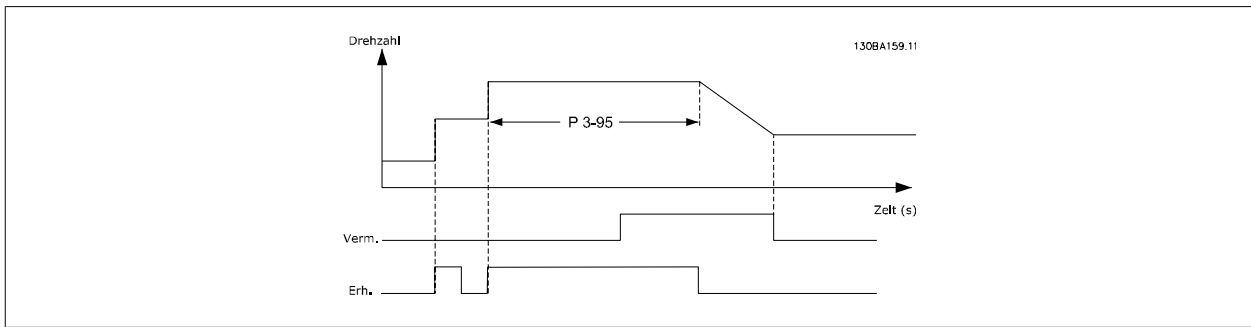 Drehzahl
130BA159.11
P 3-95
Zeit (s)
Verm.
Erh.